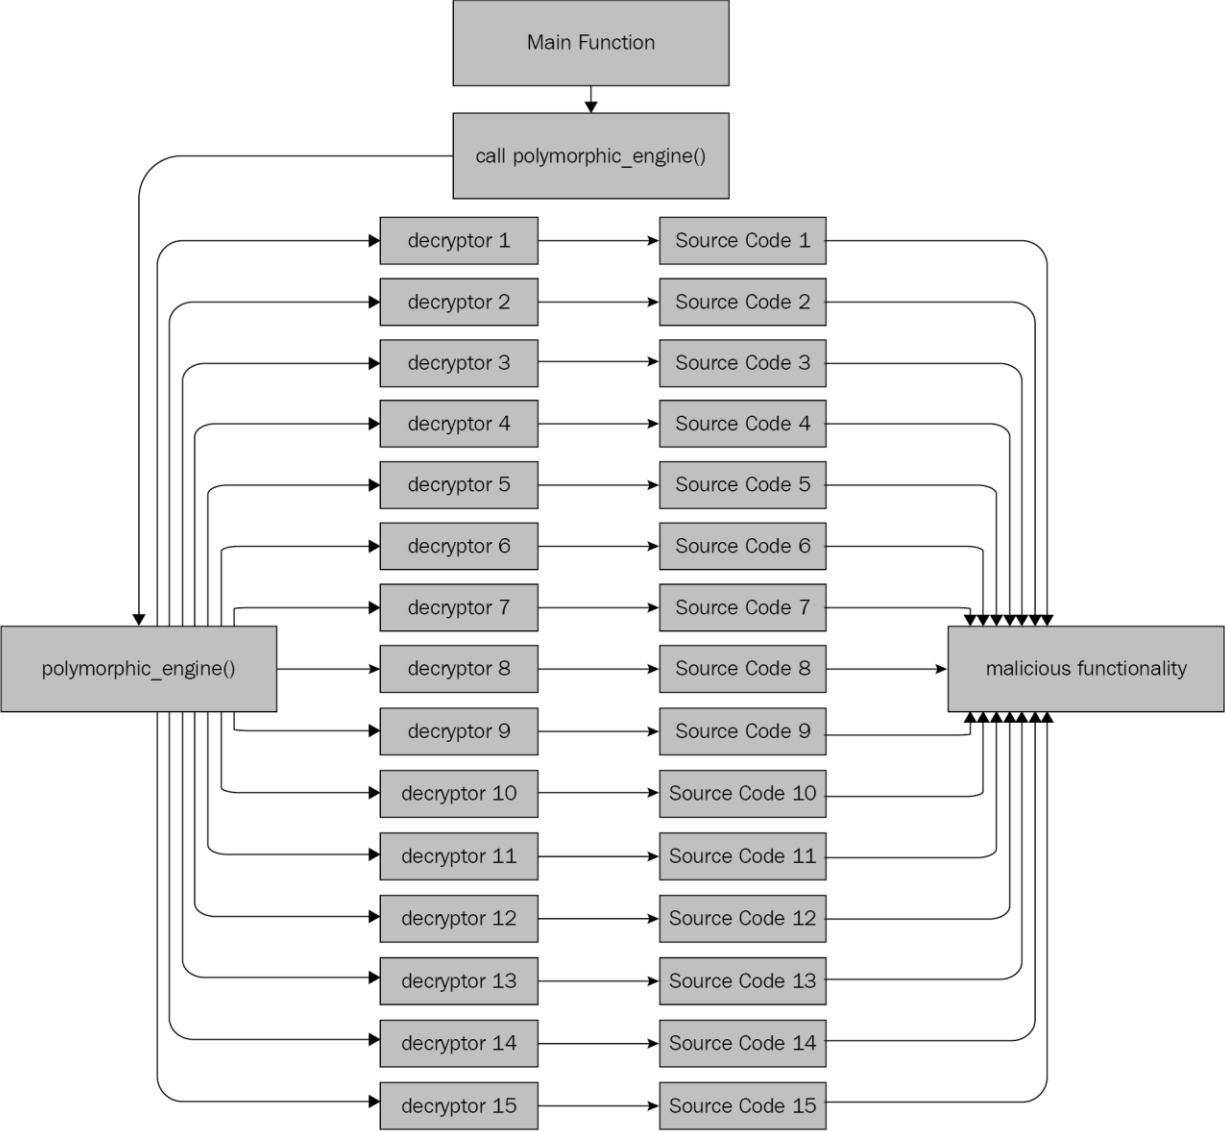 Main Function
call polymorphic_engine()
decryptor 1
Source Code 1
decryptor 2
Source Code 2
decryptor 3
Source Code 3
decryptor 4
Source Code 4
decryptor 5
Source Code 5
decryptor 6
Source Code 6
decryptor 7
Source Code 7
polymorphic_engine()
decryptor 8
Source Code 8
malicious functionality
decryptor 9
Source Code 9
decryptor 10
Source Code 10
decryptor 11
Source Code 11
decryptor 12
Source Code 12
decryptor 13
Source Code 13
decryptor 14
Source Code 14
decryptor 15
Source Code 15